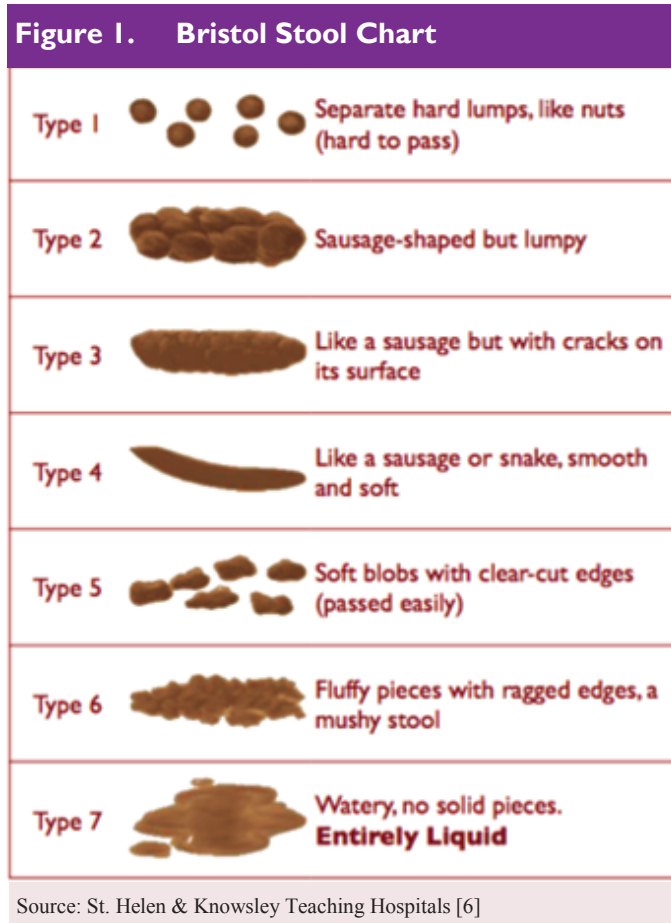 Figure 1. Bristol Stool Chart
Type 1
Separate hard lumps, like nuts
(hard to pass)
Type 2
Sausage-shaped but lumpy
Type 3
Like a sausage but with cracks on
its surface
Type 4
Like a sausage or snake, smooth
and soft
Type 5
Soft blobs with clear-cut edges
(passed easily)
Type 6
Fluffy pieces with ragged edges, a
mushy stool
Type 7
Watery, no solid pieces.
Entirely Liquid
Source: St. Helen & Knowsley Teaching Hospitals [6]